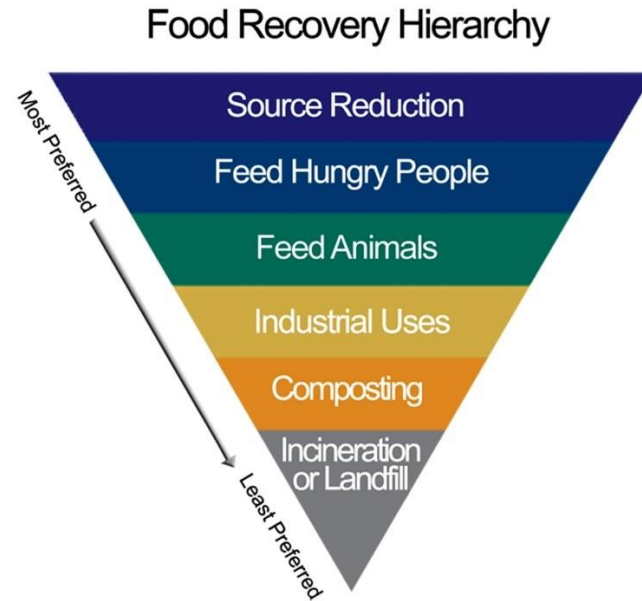 Food Recovery Hierarchy
Most Preferred
Source Reduction
Feed Hungry People
Feed Animals
Industrial Uses
Composting
Incineration
or Landfill
Least Preferred